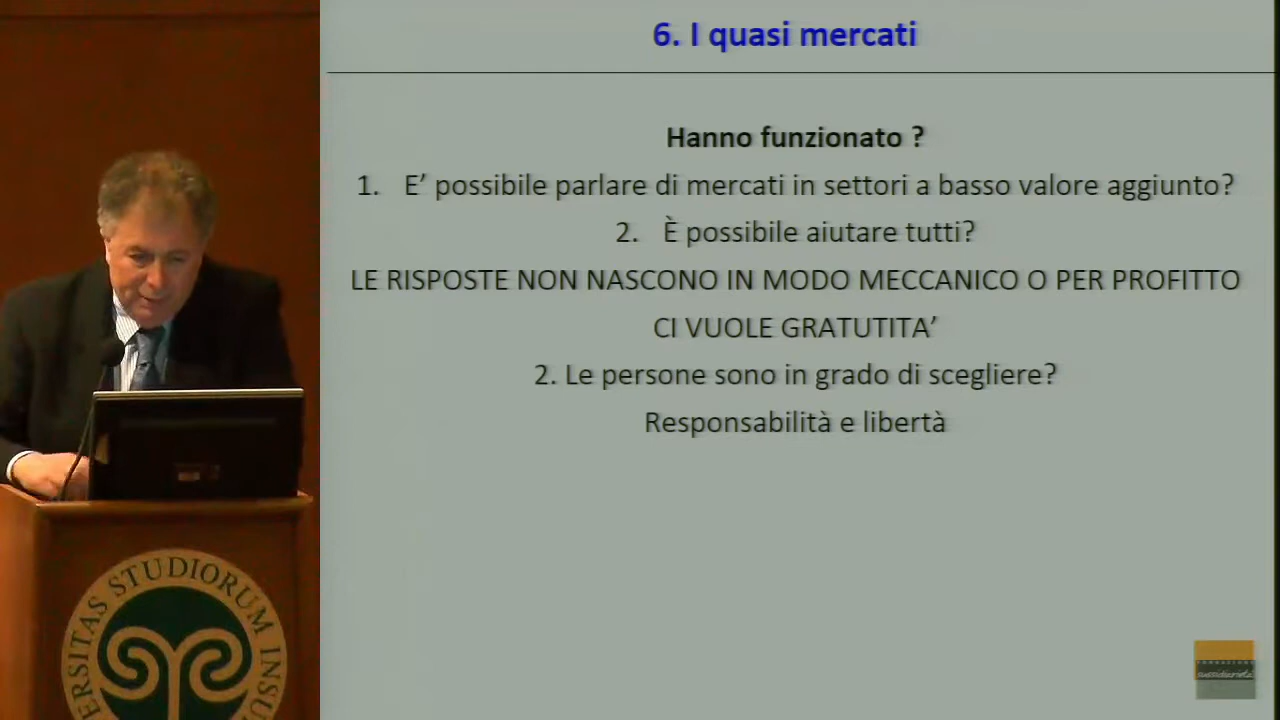 6. I quasi mercati
Hanno funzionato ?
1. E’ possibile parlare di mercati in settori a basso valore aggiunto?
2. È possibile aiutare tutti?
LE RISPOSTE NON NASCONO IN MODO MECCANICO O PER PROFITTO
CI VUOLE GRATUTITA’
2. Le persone sono in grado di scegliere?
Responsabilità e libertà
ERSITAS STUDIORUM INSU